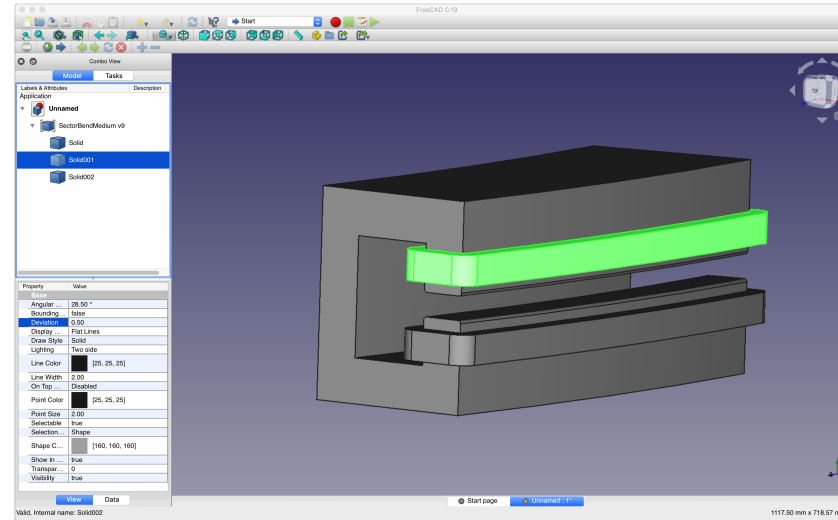 FreeCAD 0.19
Start
Combo View
Model Tasks
Labels & Attributes Description
Application
Unnamed
SectorBendMedium v9
Solid
Solid001
Solid002
Property Value
Base
Angular ... 28.50 °
Bounding... false
Deviation 0.50
Display ... Flat Lines
Draw Style Solid
Lighting Two side
Line Color [25, 25, 25]
Line Width 2.00
On Top ... Disabled
Point Color [25, 25, 25]
Point Size 2.00
Selectable true
Selection... Shape
Shape C... [160, 160, 160]
Show In ... true
Transpar... 0
Visibility true
View Data
Start page Unnamed : 1*
Valid, Internal name: Solid002 1117.50 mm x 718.57